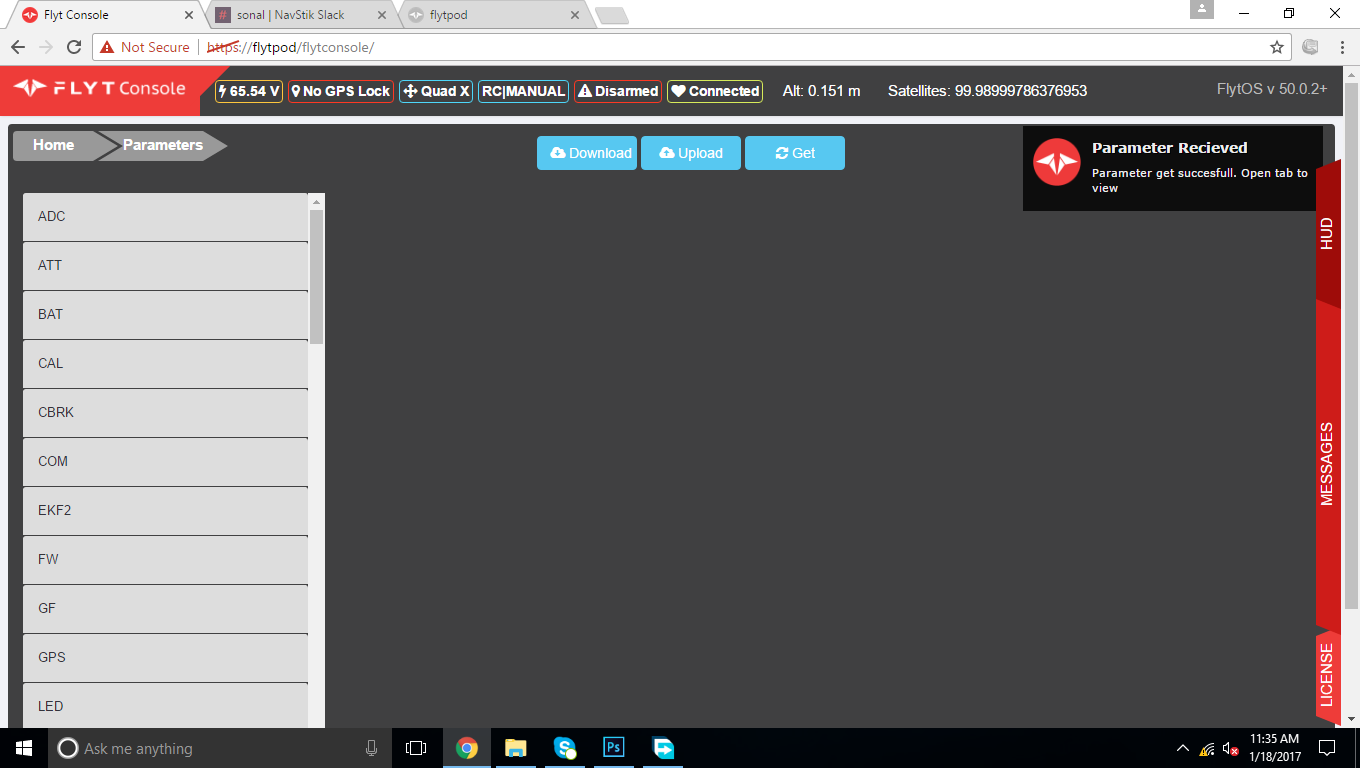 Flyt Console
sonal | NavStik Slack
flytpod
Not Secure | https://flytpod/flytconsole/
FLYT Console
65.54 V
No GPS Lock
Quad X
RC|MANUAL
Disarmed
Connected
Alt: 0.151 m
Satellites: 99.98999786376953
FlytOS v 50.0.2+
Home
Parameters
Download
Upload
Get
Parameter Recieved
Parameter get succesfull. Open tab to
view
ADC
ATT
BAT
CAL
CBRK
COM
EKF2
FW
GF
GPS
LED
HUD
MESSAGES
LICENSE
Ask me anything
Ps
11:35 AM
1/18/2017